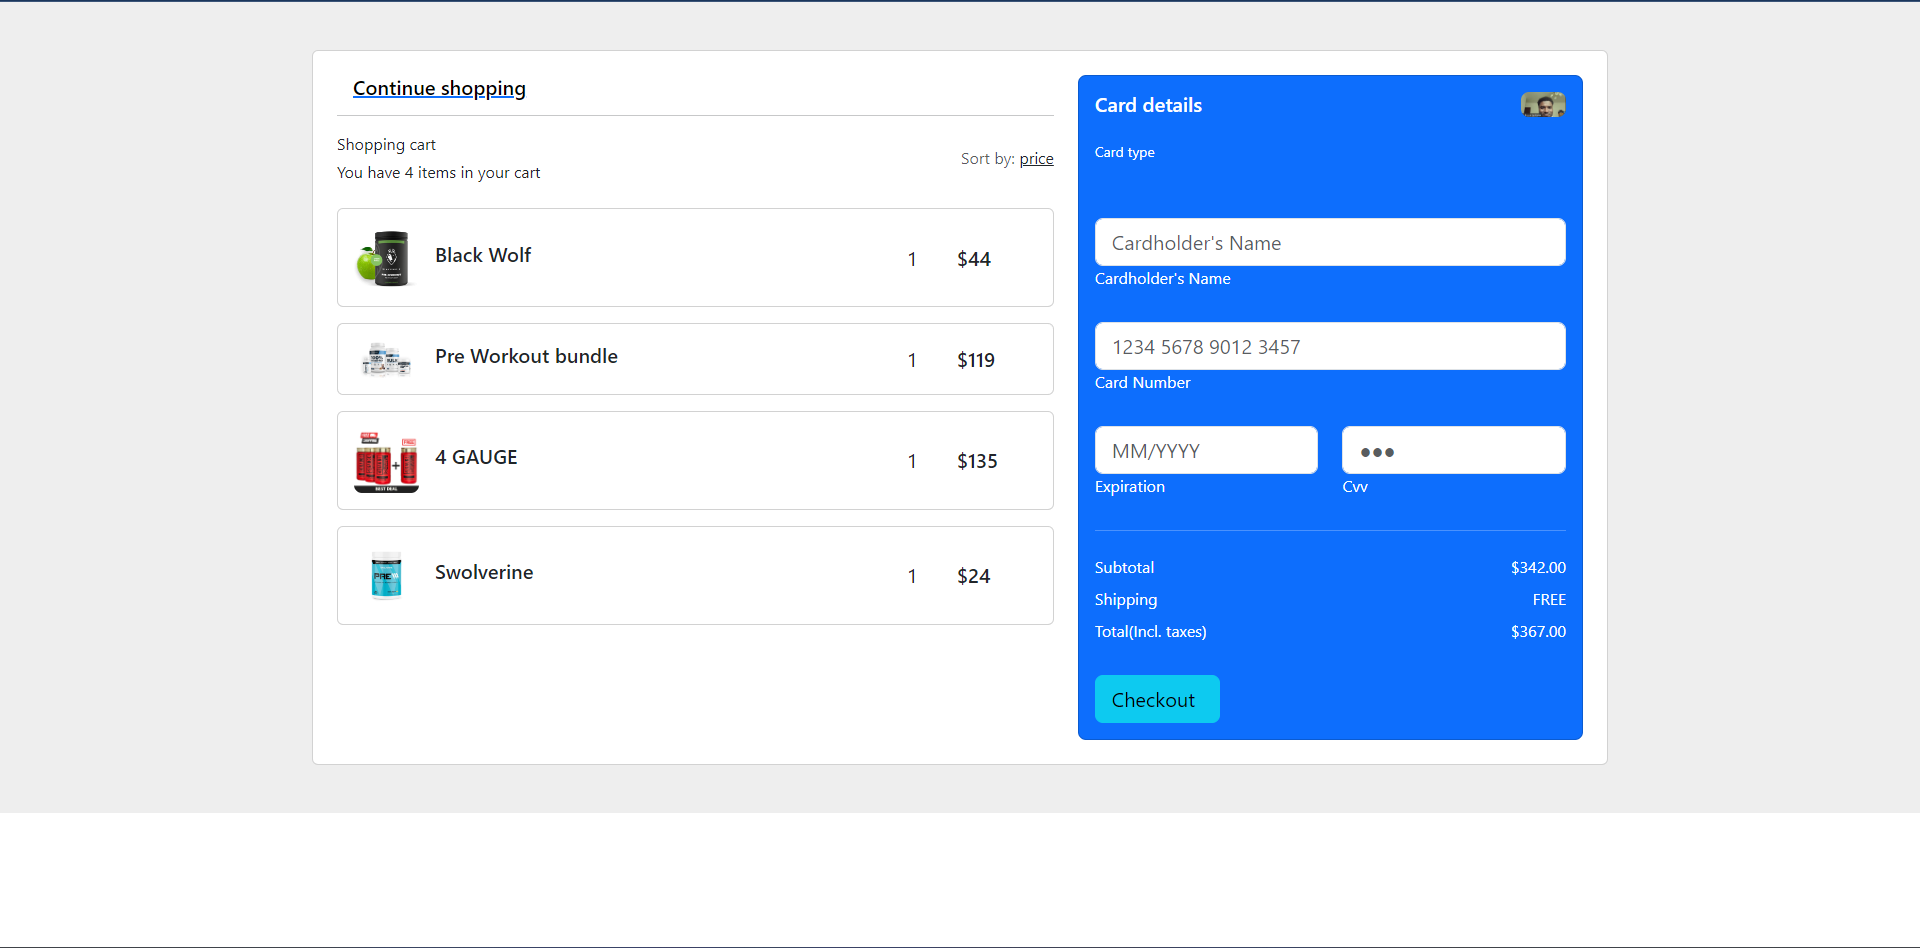 Continue shopping
Shopping cart
You have 4 items in your cart
Sort by: price
Black Wolf
1
$44
Pre Workout bundle
1
$119
4 GAUGE
1
$135
+
BEST DEAL
Swolverine
1
$24
PRE
Card details
Card type
Cardholder's Name
Cardholder's Name
1234 5678 9012 3457
Card Number
MM/YYYY
●●●
Expiration
Cvv
Subtotal
$342.00
Shipping
FREE
Total(Incl. taxes)
$367.00
Checkout